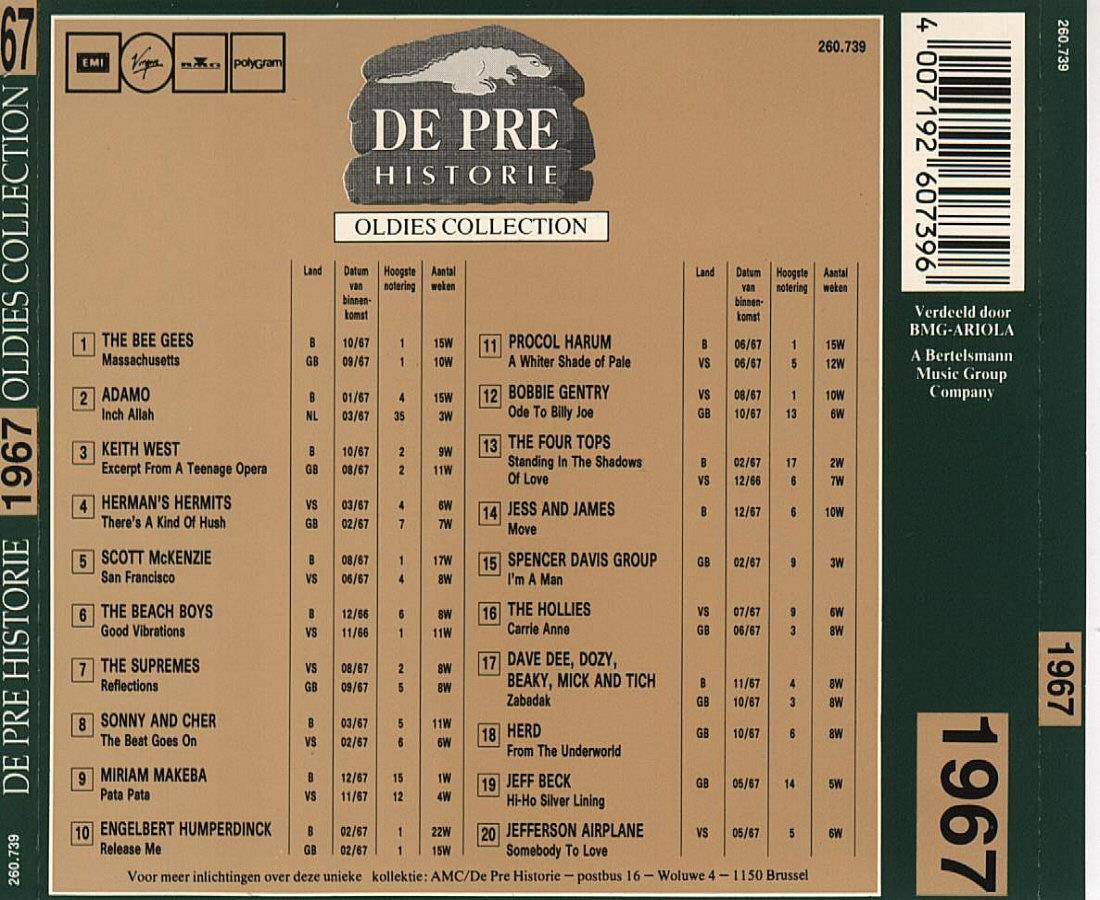 67
DE PRE HISTORIE 1967 OLDIES COLLECTION
260.739
EMI
Virgin
BMG
polyGram
260.739
DE PRE
HISTORIE
OLDIES COLLECTION
Land Datum van binnen-komst Hoogste notering Aantal weken
1 THE BEE GEES B 10/67 1 15W
Massachusetts GB 09/67 1 10W
2 ADAMO B 01/67 4 15W
Inch Allah NL 03/67 35 3W
3 KEITH WEST B 10/67 2 9W
Excerpt From A Teenage Opera GB 08/67 2 11W
4 HERMAN'S HERMITS VS 03/67 4 6W
There's A Kind Of Hush GB 02/67 7 7W
5 SCOTT McKENZIE B 08/67 1 17W
San Francisco VS 06/67 4 8W
6 THE BEACH BOYS B 12/66 6 8W
Good Vibrations VS 11/66 1 11W
7 THE SUPREMES VS 08/67 2 8W
Reflections GB 09/67 5 8W
8 SONNY AND CHER B 03/67 5 11W
The Beat Goes On VS 02/67 6 6W
9 MIRIAM MAKEBA B 12/67 15 1W
Pata Pata VS 11/67 12 4W
10 ENGELBERT HUMPERDINCK B 02/67 1 22W
Release Me GB 02/67 1 15W
Land Datum van binnen-komst Hoogste notering Aantal weken
11 PROCOL HARUM B 06/67 1 15W
A Whiter Shade of Pale VS 06/67 5 12W
12 BOBBIE GENTRY VS 08/67 1 10W
Ode To Billy Joe GB 10/67 13 6W
13 THE FOUR TOPS
Standing In The Shadows B 02/67 17 2W
Of Love VS 12/66 6 7W
14 JESS AND JAMES B 12/67 6 10W
Move
15 SPENCER DAVIS GROUP GB 02/67 9 3W
I'm A Man
16 THE HOLLIES VS 07/67 9 6W
Carrie Anne GB 06/67 3 8W
17 DAVE DEE, DOZY,
BEAKY, MICK AND TICH B 11/67 4 8W
Zabadak GB 10/67 3 8W
18 HERD GB 10/67 6 8W
From The Underworld
19 JEFF BECK GB 05/67 14 5W
Hi-Ho Silver Lining
20 JEFFERSON AIRPLANE VS 05/67 5 6W
Somebody To Love
Voor meer inlichtingen over deze unieke kollektie: AMC/De Pre Historie – postbus 16 – Woluwe 4 – 1150 Brussel
4 007192 607396
Verdeeld door
BMG-ARIOLA
A Bertelsmann
Music Group
Company
1967
260.739
1967